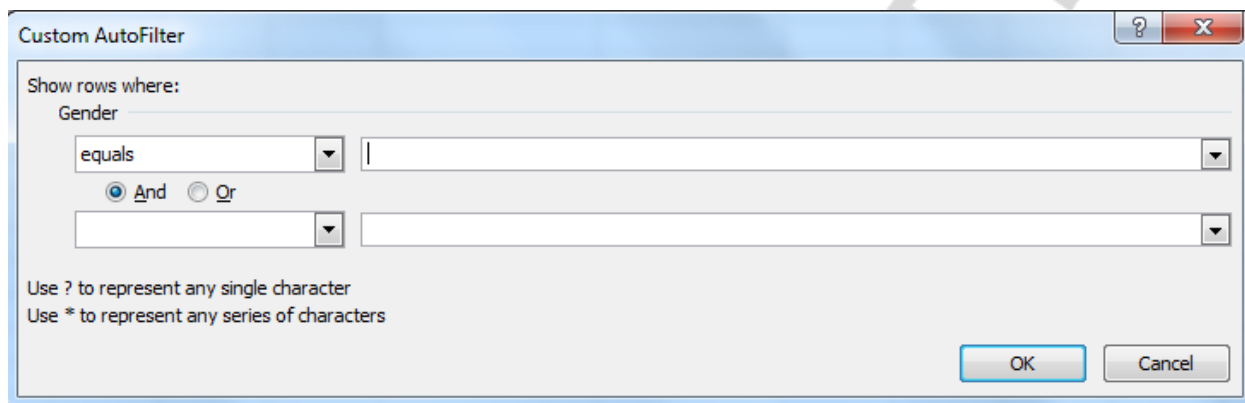 Custom AutoFilter
Show rows where:
Gender
equals
And Or
Use ? to represent any single character
Use * to represent any series of characters
OK Cancel